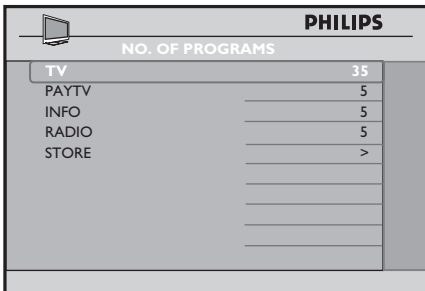 PHILIPS
NO. OF PROGRAMS
TV 35
PAYTV 5
INFO 5
RADIO 5
STORE >